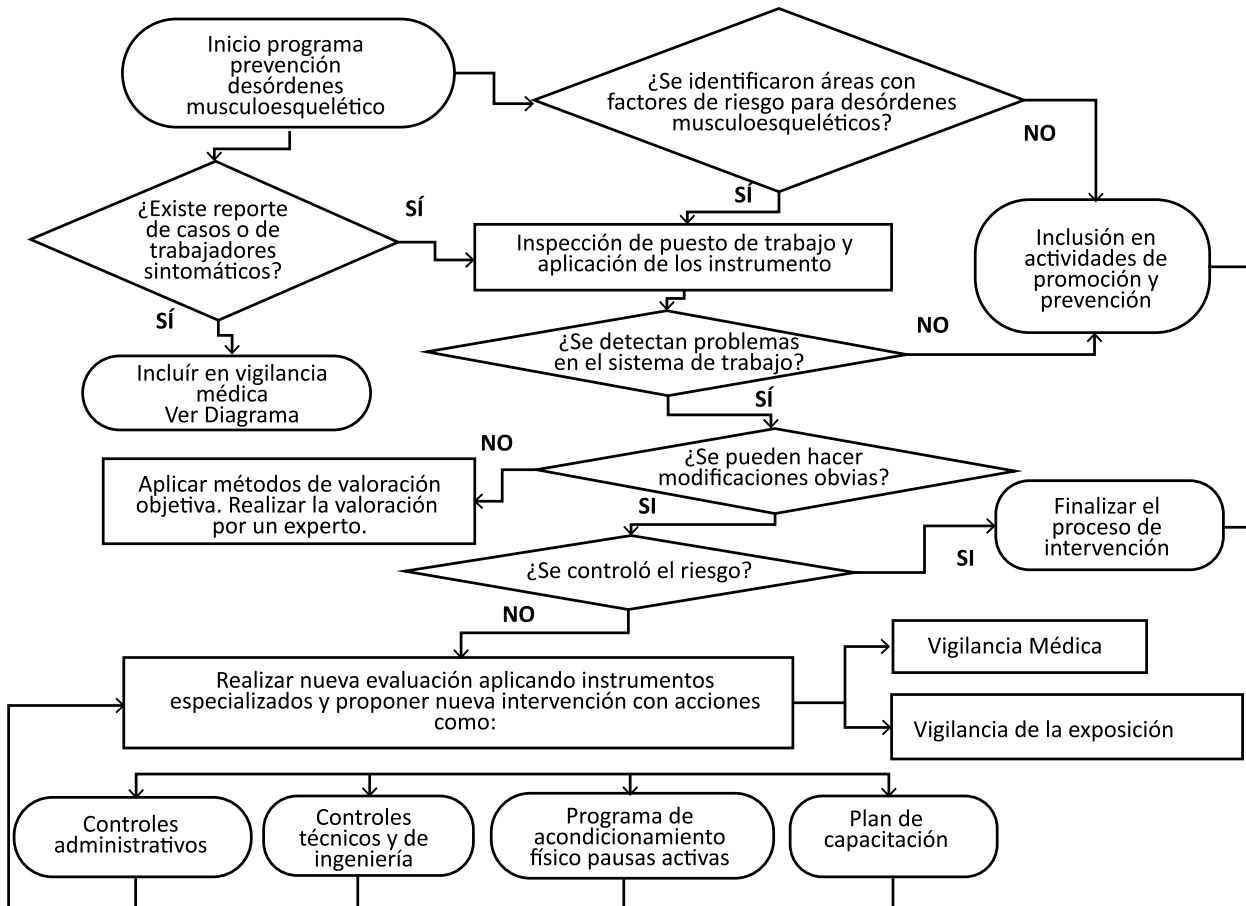 Inicio programa
prevención
desórdenes
musculoesquelético
¿Se identificaron áreas con
factores de riesgo para desórdenes
musculoesqueléticos?
NO
SÍ
¿Existe reporte
de casos o de
trabajadores
sintomáticos?
SÍ
SÍ
Inspección de puesto de trabajo y
aplicación de los instrumento
Inclusión en
actividades de
promoción y
prevención
Incluír en vigilancia
médica
Ver Diagrama
¿Se detectan problemas
en el sistema de trabajo?
NO
SÍ
¿Se pueden hacer
modificaciones obvias?
NO
SI
Aplicar métodos de valoración
objetiva. Realizar la valoración
por un experto.
Finalizar el
proceso de
intervención
¿Se controló el riesgo?
SI
NO
Realizar nueva evaluación aplicando instrumentos
especializados y proponer nueva intervención con acciones
como:
Vigilancia Médica
Vigilancia de la exposición
Controles
administrativos
Controles
técnicos y de
ingeniería
Programa de
acondicionamiento
físico pausas activas
Plan de
capacitación